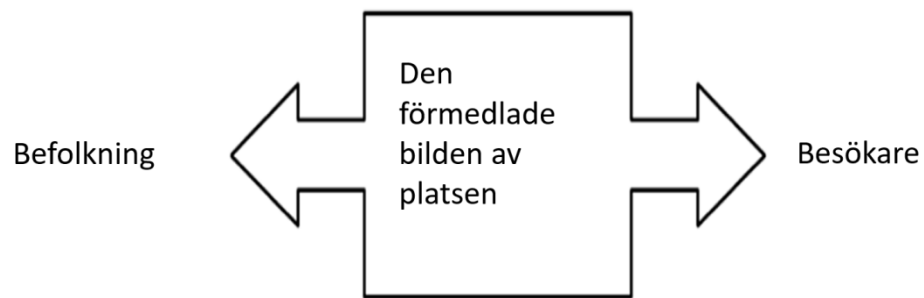 Den
förmedlade
bilden av
platsen
Befolkning
Besökare